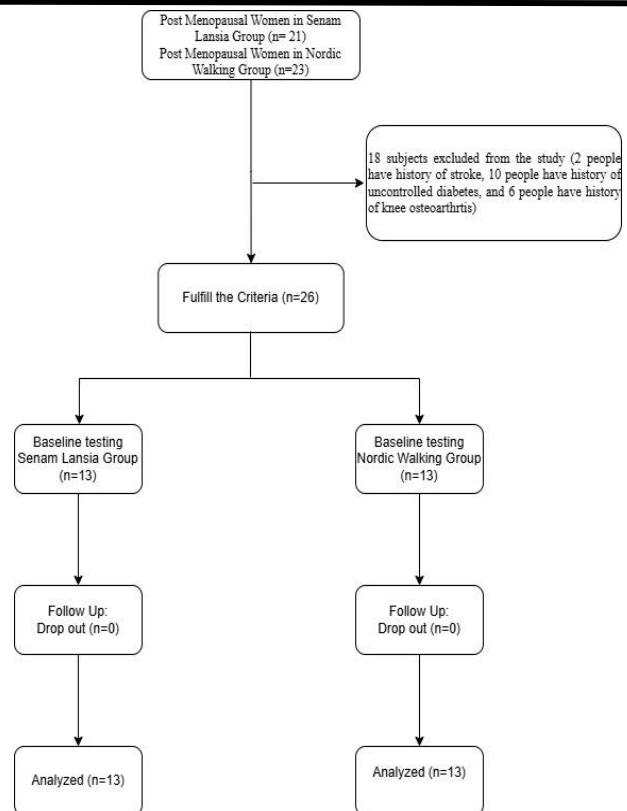 Post Menopausal Women in Senam
Lansia Group (n= 21)
Post Menopausal Women in Nordic
Walking Group (n=23)
18 subjects excluded from the study (2 people
have history of stroke, 10 people have history of
uncontrolled diabetes, and 6 people have history
of knee osteoarthrtis)
Fulfill the Criteria (n=26)
Baseline testing
Senam Lansia Group
(n=13)
Baseline testing
Nordic Walking Group
(n=13)
Follow Up:
Drop out (n=0)
Follow Up:
Drop out (n=0)
Analyzed (n=13)
Analyzed (n=13)